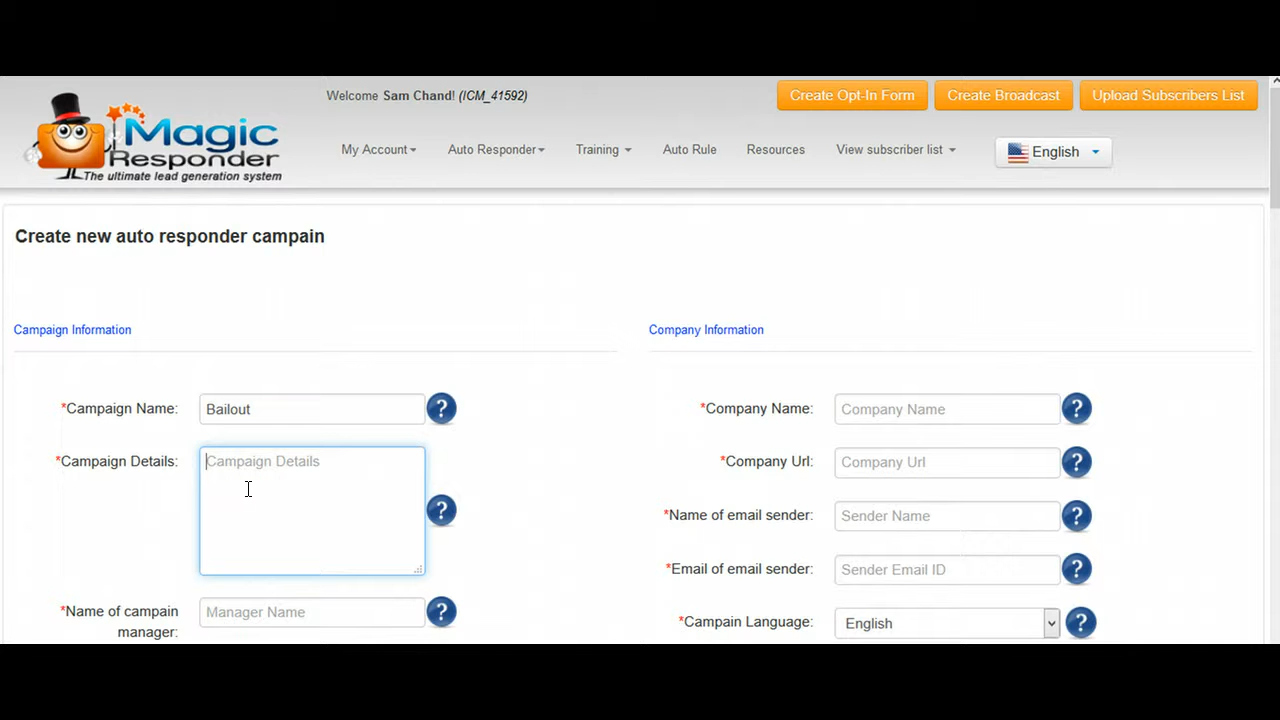 Welcome Sam Chand! (ICM_41592)
Create Opt-In Form
Create Broadcast
Upload Subscribers List
Magic
Responder
The ultimate lead generation system
My Account
Auto Responder
Training
Auto Rule
Resources
View subscriber list
English
Create new auto responder campain
Campaign Information
Company Information
*Campaign Name:
Bailout
?
*Company Name:
Company Name
?
*Campaign Details:
Campaign Details
?
*Company Url:
Company Url
?
*Name of email sender:
Sender Name
?
*Email of email sender:
Sender Email ID
?
*Name of campain
manager:
Manager Name
?
*Campain Language:
English
?